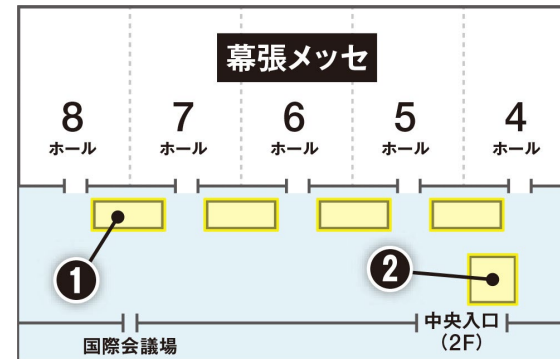 幕張メッセ
8 7 6 5 4
ホール ホール ホール ホール ホール
1 2
中央入口
国際会議場 (2F)